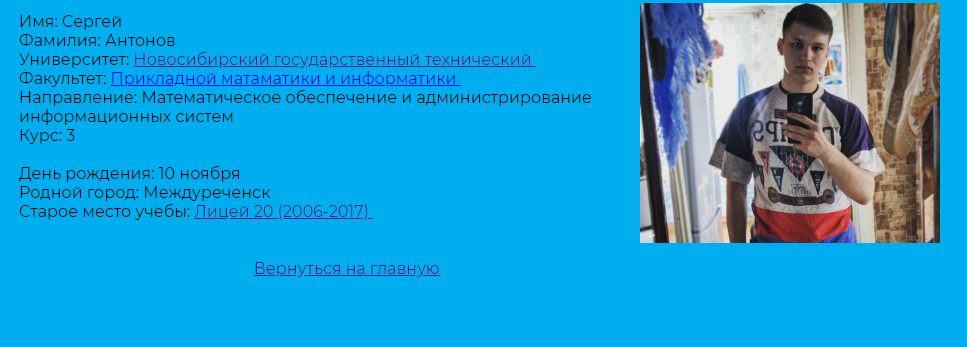 Имя: Сергей
Фамилия: Антонов
Университет: Новосибирский государственный технический
Факультет: Прикладной матаматики и информатики
Направление: Математическое обеспечение и администрирование
информационных систем
Курс: 3
День рождения: 10 ноября
Родной город: Междуреченск
Старое место учебы: Лицей 20 (2006-2017)
Вернуться на главную